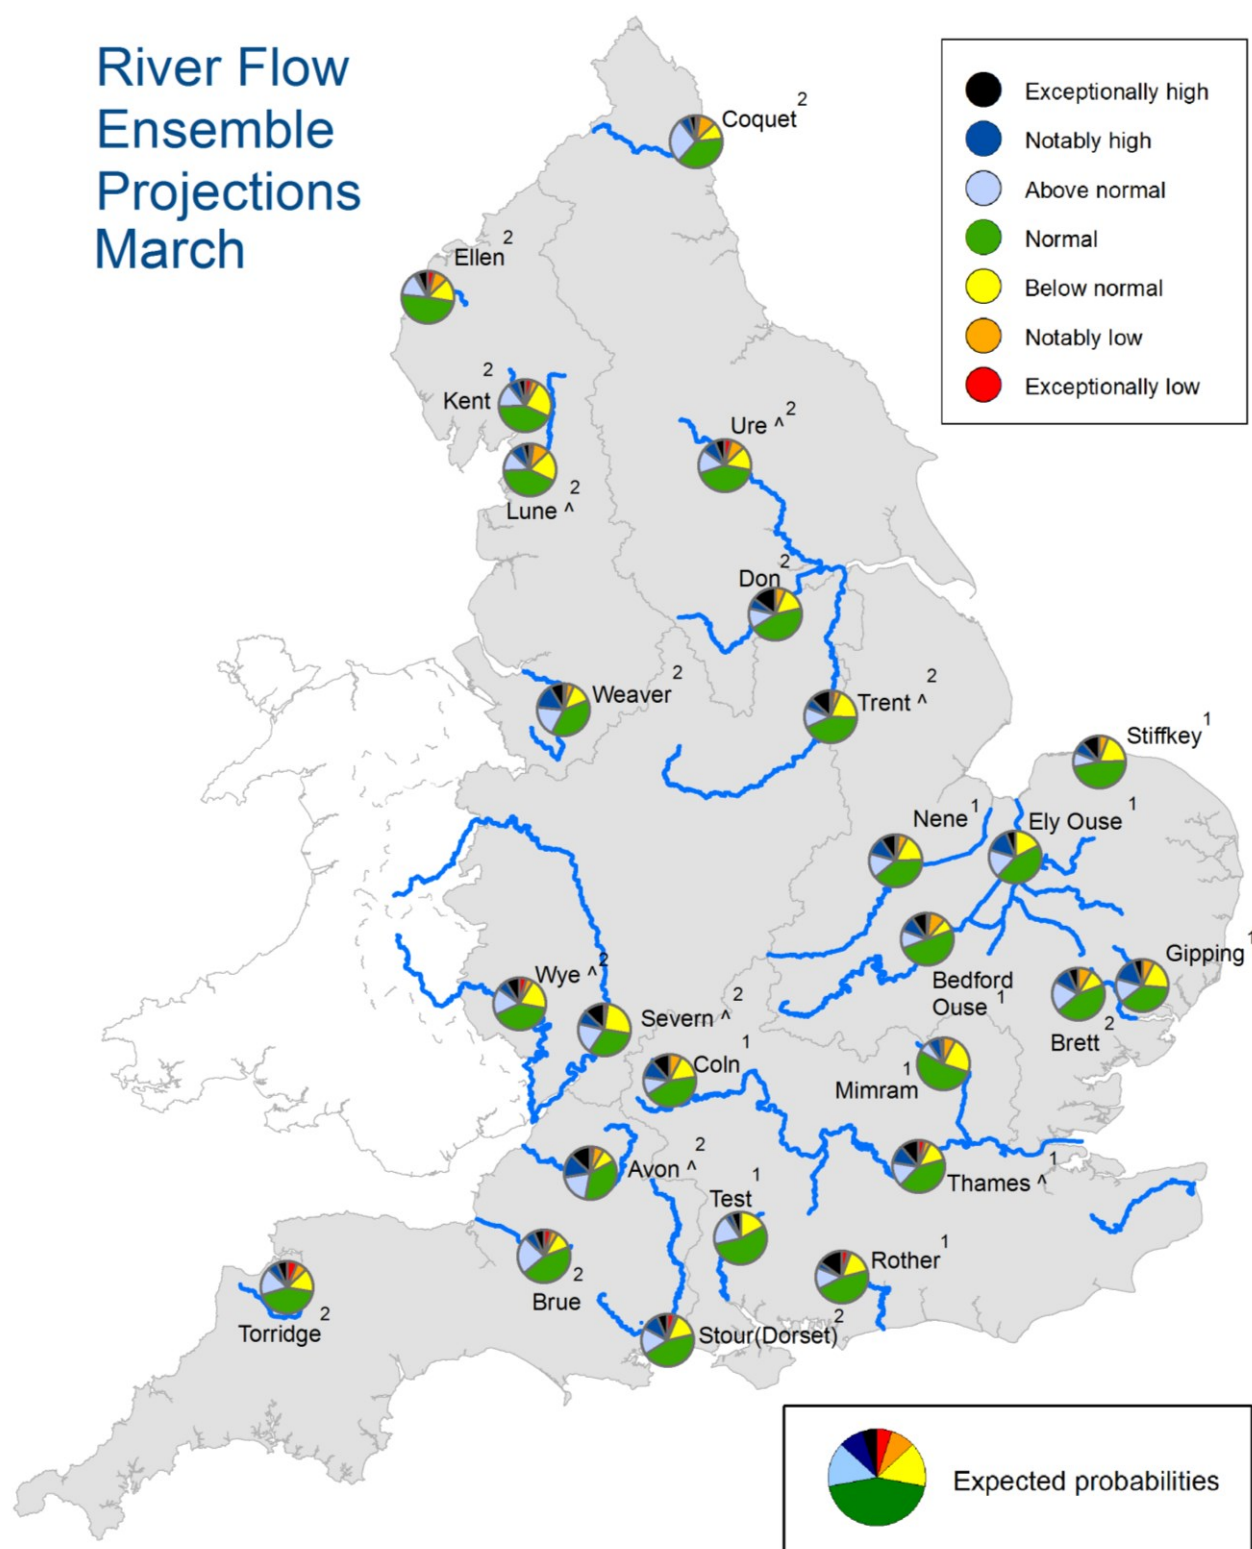 River Flow
Ensemble
Projections
March
Exceptionally high
Notably high
Above normal
Normal
Below normal
Notably low
Exceptionally low
Coquet 2
Ellen 2
Kent 2
Lune ^ 2
Ure ^ 2
Don 2
Weaver 2
Trent ^ 2
Stiffkey 1
Nene 1
Ely Ouse 1
Bedford
Ouse 1
Gipping 1
Brett 2
Wye ^ 2
Severn ^ 2
Coln 1
Mimram 1
Avon ^ 2
Test 1
Thames ^ 1
Rother 1
Brue 2
Torridge 2
Stour(Dorset) 2
Expected probabilities